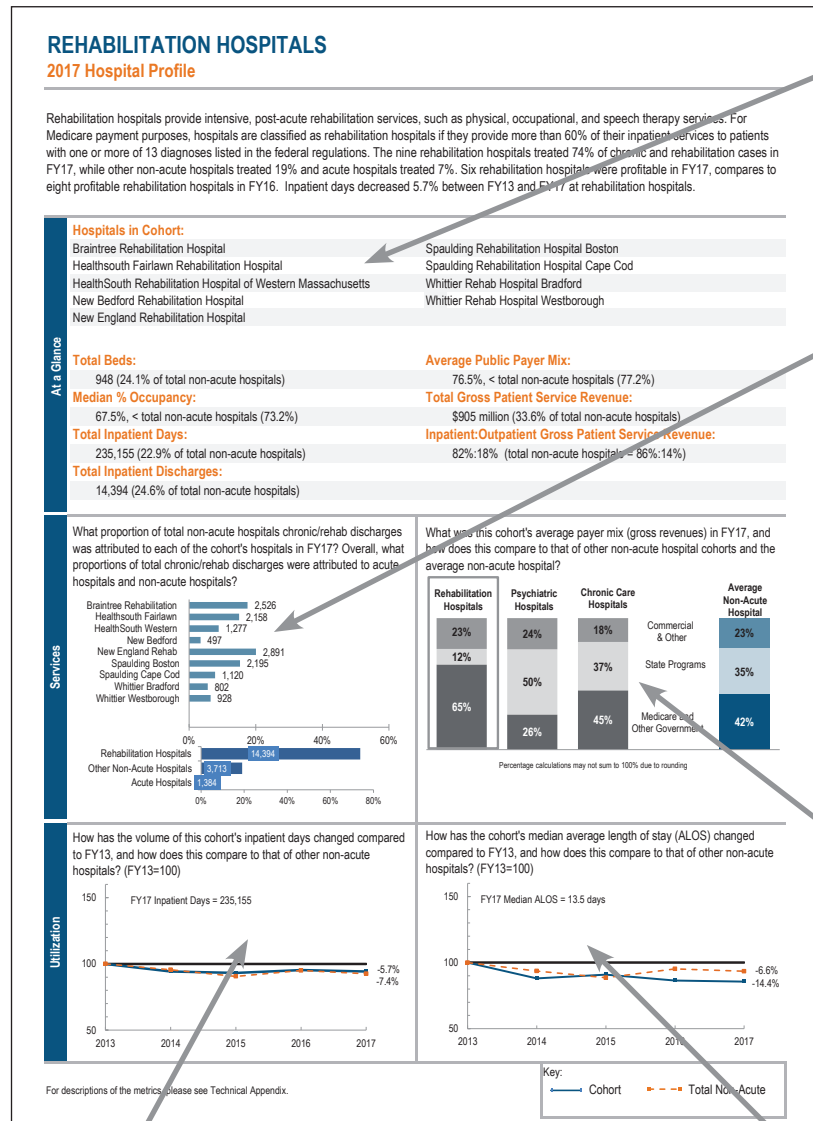 REHABILITATION HOSPITALS
2017 Hospital Profile
Rehabilitation hospitals provide intensive, post-acute rehabilitation services, such as physical, occupational, and speech therapy services. For
Medicare payment purposes, hospitals are classified as rehabilitation hospitals if they provide more than 60% of their inpatient services to patients
with one or more of 13 diagnoses listed in the federal regulations. The nine rehabilitation hospitals treated 74% of chronic and rehabilitation cases in
FY17, while other non-acute hospitals treated 19% and acute hospitals treated 7%. Six rehabilitation hospitals were profitable in FY17, compares to
eight profitable rehabilitation hospitals in FY16. Inpatient days decreased 5.7% between FY13 and FY17 at rehabilitation hospitals.
At a Glance
Hospitals in Cohort:
Braintree Rehabilitation Hospital
Healthsouth Fairlawn Rehabilitation Hospital
HealthSouth Rehabilitation Hospital of Western Massachusetts
New Bedford Rehabilitation Hospital
New England Rehabilitation Hospital
Spaulding Rehabilitation Hospital Boston
Spaulding Rehabilitation Hospital Cape Cod
Whittier Rehab Hospital Bradford
Whittier Rehab Hospital Westborough
Total Beds:
948 (24.1% of total non-acute hospitals)
Median % Occupancy:
67.5%, < total non-acute hospitals (73.2%)
Total Inpatient Days:
235,155 (22.9% of total non-acute hospitals)
Total Inpatient Discharges:
14,394 (24.6% of total non-acute hospitals)
Average Public Payer Mix:
76.5%, < total non-acute hospitals (77.2%)
Total Gross Patient Service Revenue:
$905 million (33.6% of total non-acute hospitals)
Inpatient:Outpatient Gross Patient Service Revenue:
82%:18% (total non-acute hospitals = 86%:14%)
Services
What proportion of total non-acute hospitals chronic/rehab discharges
was attributed to each of the cohort's hospitals in FY17? Overall, what
proportions of total chronic/rehab discharges were attributed to acute
hospitals and non-acute hospitals?
Braintree Rehabilitation 2,526
Healthsouth Fairlawn 2,158
HealthSouth Western 1,277
New Bedford 497
New England Rehab 2,891
Spaulding Boston 2,195
Spaulding Cape Cod 1,120
Whittier Bradford 802
Whittier Westborough 928
0% 20% 40% 60%
Rehabilitation Hospitals 14,394
Other Non-Acute Hospitals 3,713
Acute Hospitals 1,384
0% 20% 40% 60% 80%
What was this cohort's average payer mix (gross revenues) in FY17, and
how does this compare to that of other non-acute hospital cohorts and the
average non-acute hospital?
Rehabilitation
Hospitals
Psychiatric
Hospitals
Chronic Care
Hospitals
Average
Non-Acute
Hospital
23% 24% 18% Commercial
& Other 23%
12% 50% 37% State Programs 35%
65% 26% 45% Medicare and
Other Government 42%
Percentage calculations may not sum to 100% due to rounding
Utilization
How has the volume of this cohort's inpatient days changed compared
to FY13, and how does this compare to that of other non-acute
hospitals? (FY13=100)
FY17 Inpatient Days = 235,155
150
100
50
-5.7%
-7.4%
2013 2014 2015 2016 2017
How has the cohort's median average length of stay (ALOS) changed
compared to FY13, and how does this compare to that of other non-acute
hospitals? (FY13=100)
FY17 Median ALOS = 13.5 days
150
100
50
-6.6%
-14.4%
2013 2014 2015 2016 2017
For descriptions of the metrics, please see Technical Appendix.
Key:
Cohort Total Non-Acute